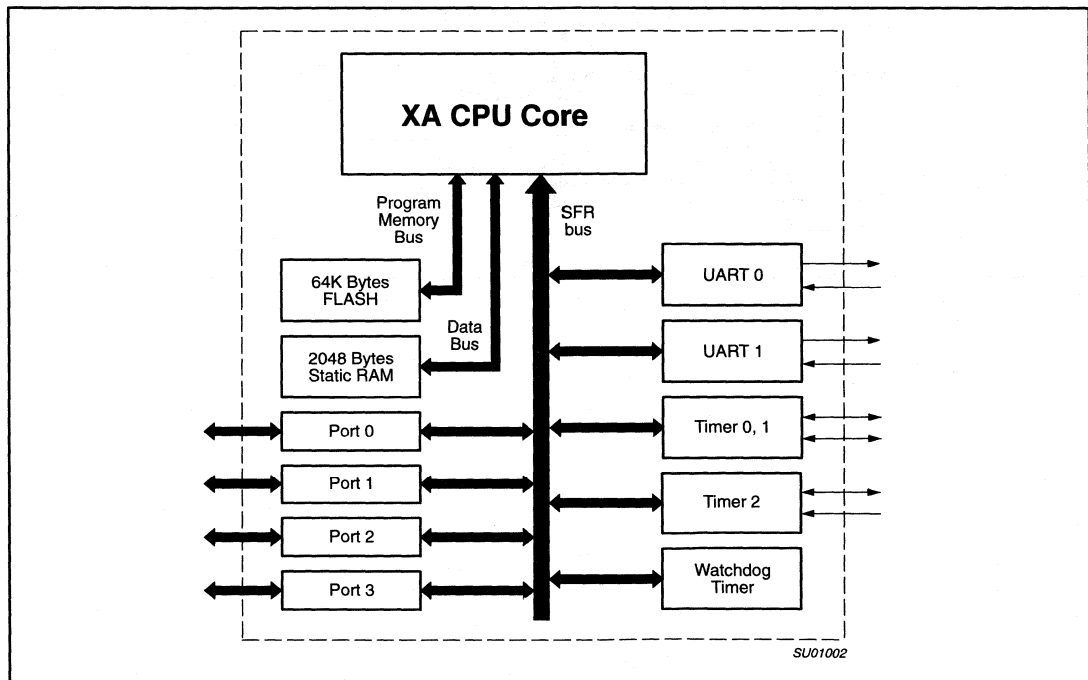 XA CPU Core
Program
Memory
Bus
SFR
bus
64K Bytes
FLASH
Data
Bus
2048 Bytes
Static RAM
Port 0
Port 1
Port 2
Port 3
UART 0
UART 1
Timer 0, 1
Timer 2
Watchdog
Timer
SU01002